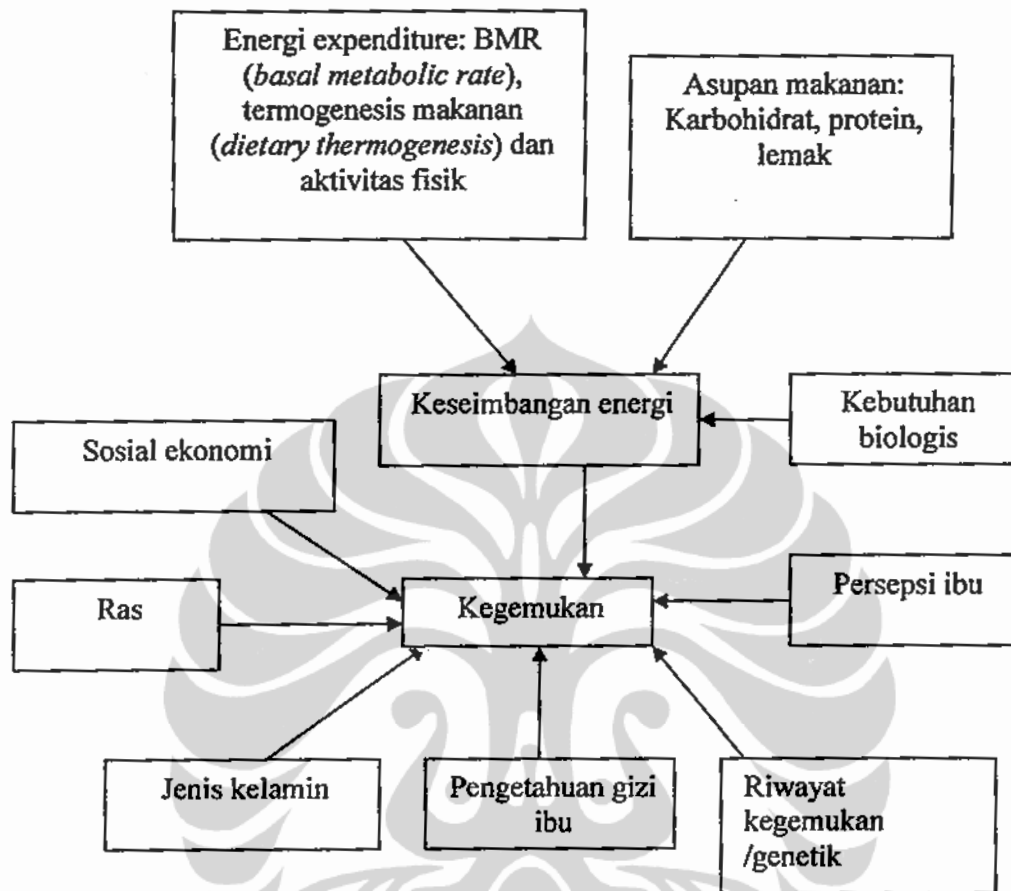 Energi expenditure: BMR
(basal metabolic rate),
termogenesis makanan
(dietary thermogenesis) dan
aktivitas fisik
Asupan makanan:
Karbohidrat, protein,
lemak
Keseimbangan energi
Kebutuhan
biologis
Sosial ekonomi
Ras
Kegemukan
Persepsi ibu
Jenis kelamin
Pengetahuan gizi
ibu
Riwayat
kegemukan
/genetik